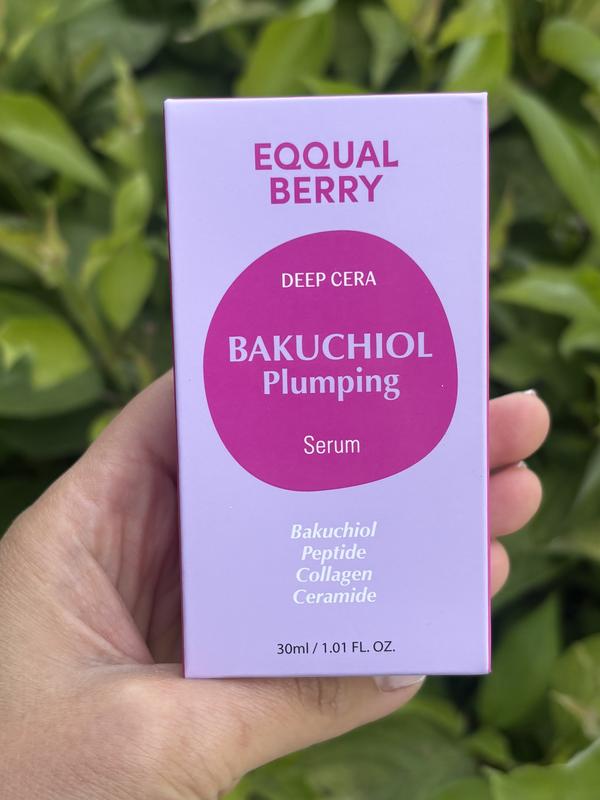 EQQUAL
BERRY
DEEP CERA
BAKUCHIOL
Plumping
Serum
Bakuchiol
Peptide
Collagen
Ceramide
30ml / 1.01 FL. OZ.